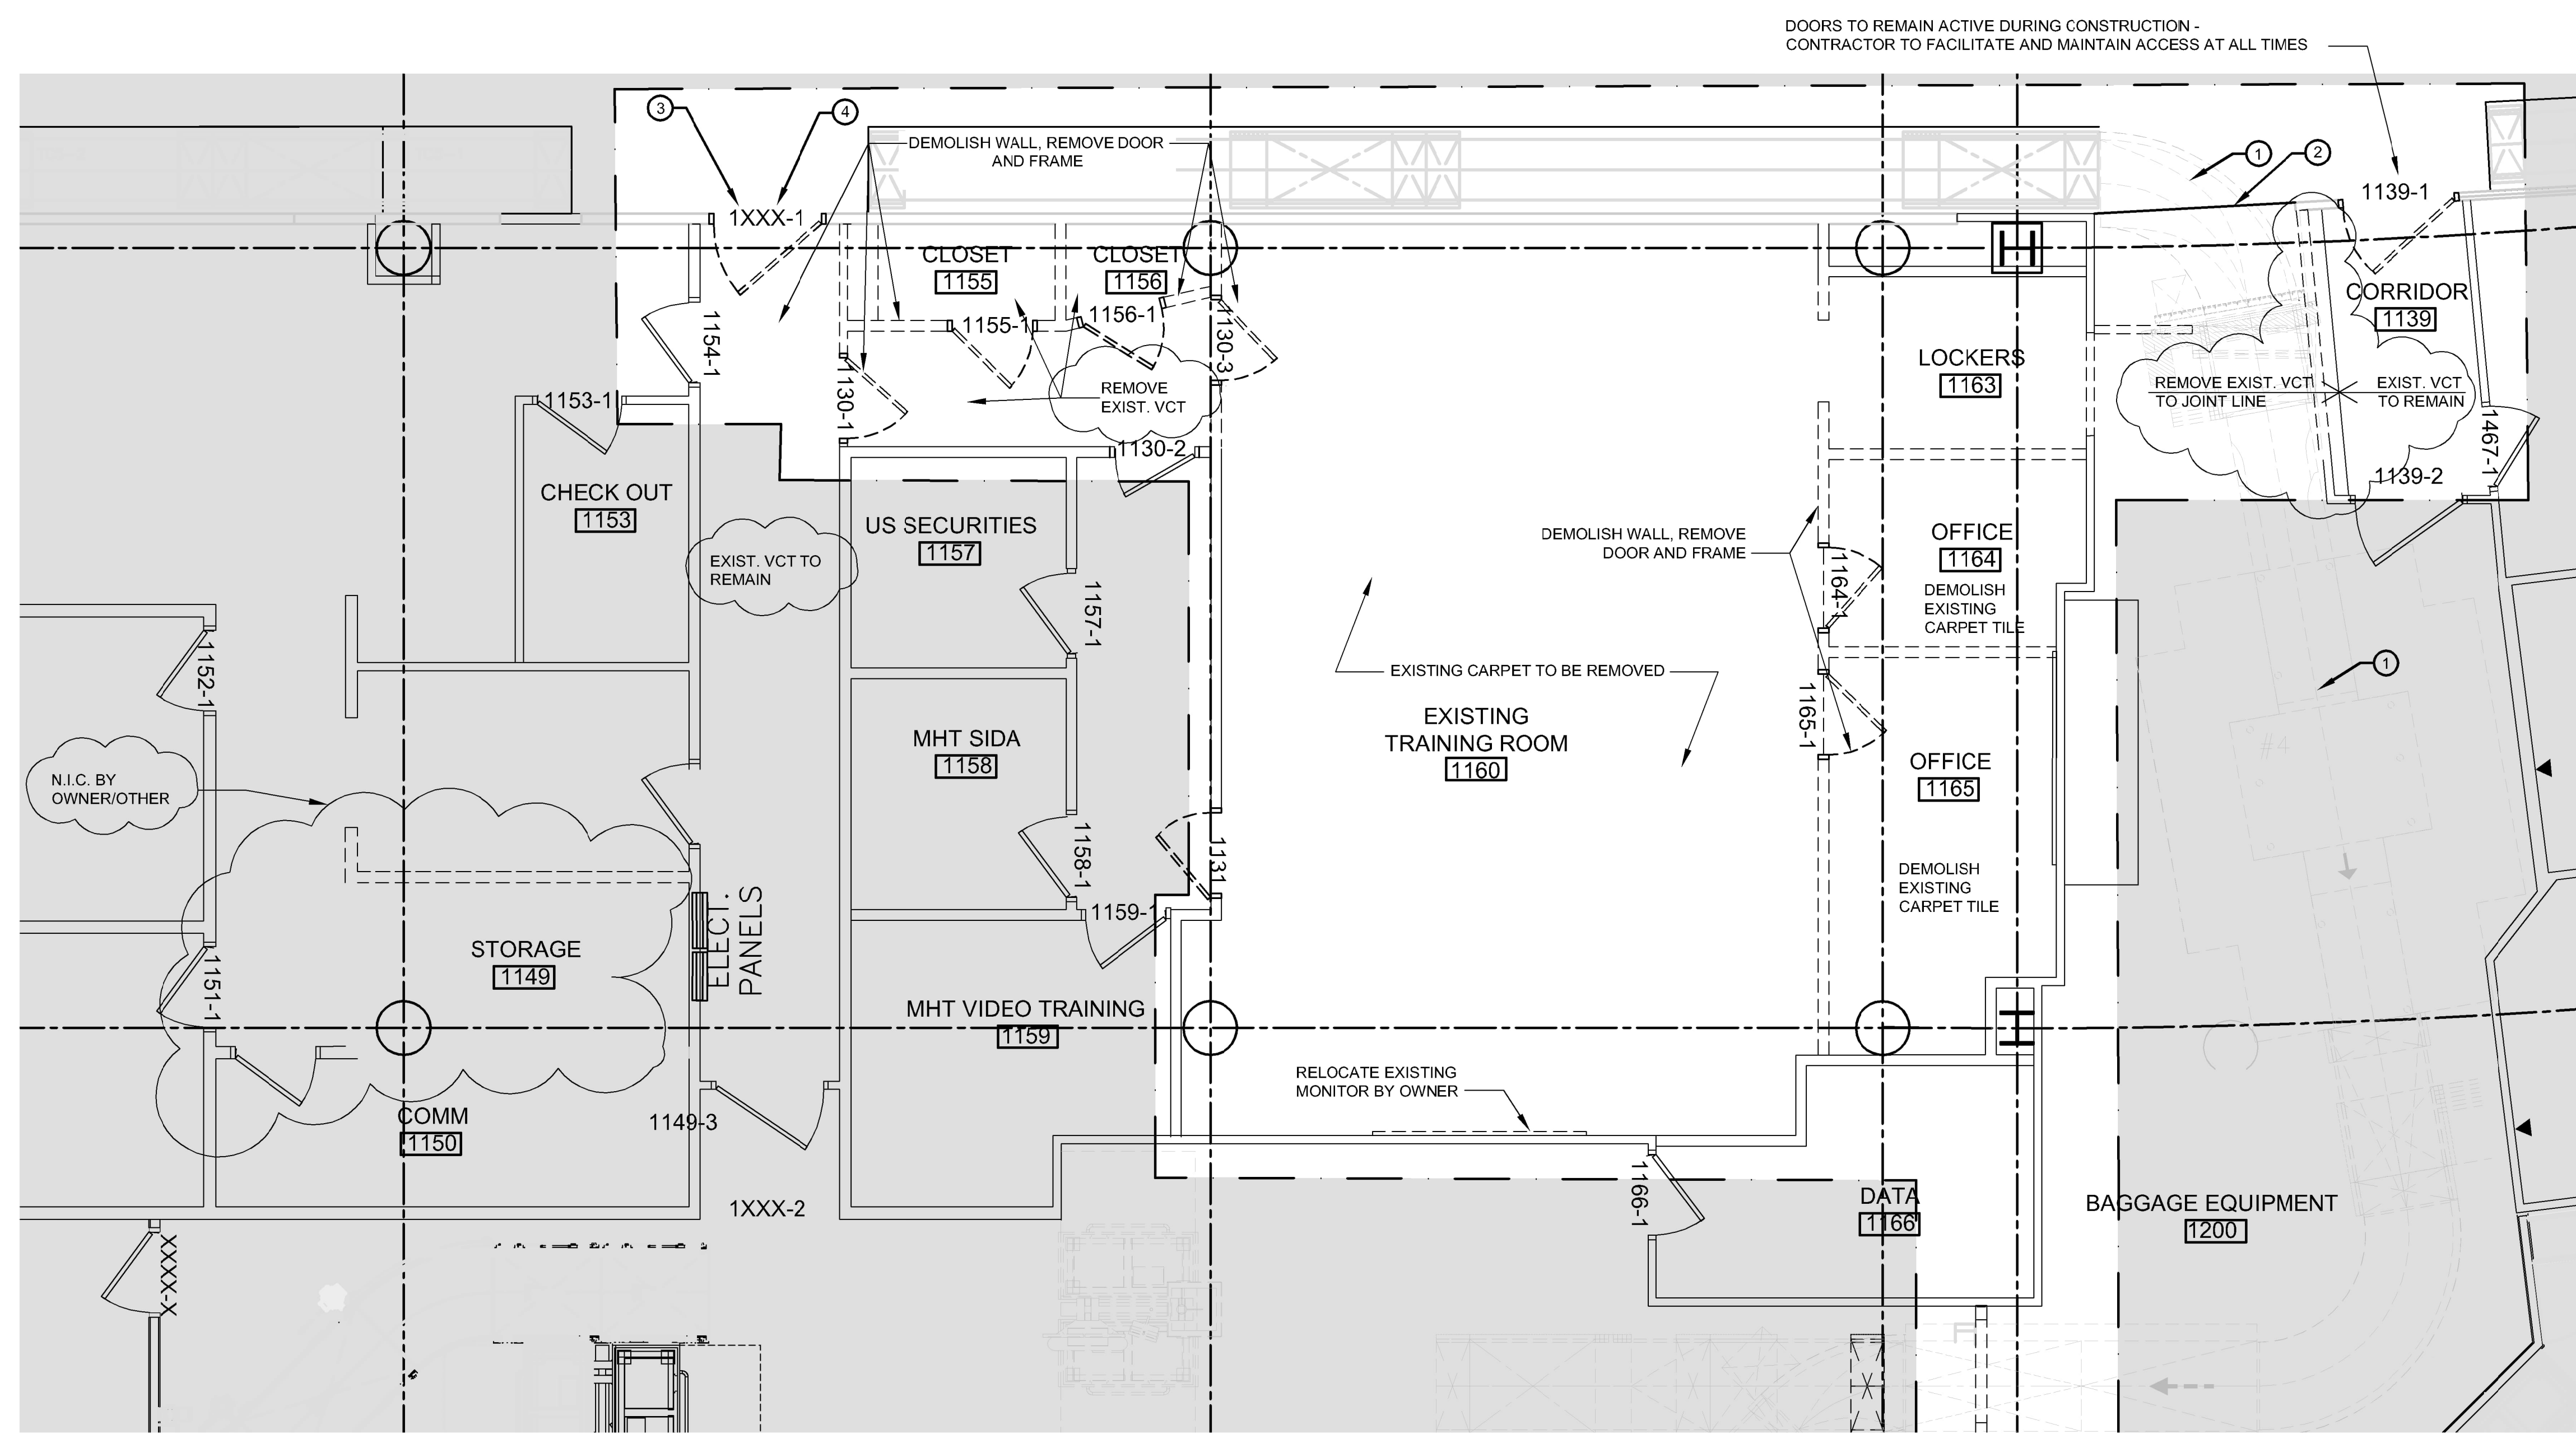 DOORS TO REMAIN ACTIVE DURING CONSTRUCTION -
CONTRACTOR TO FACILITATE AND MAINTAIN ACCESS AT ALL TIMES
3
4
DEMOLISH WALL, REMOVE DOOR
AND FRAME
1
2
1139-1
1XXX-1
CLOSET
1155
CLOSET
1156
1155-1
1156-1
1130-3
1154-1
1130-1
CORRIDOR
1139
LOCKERS
1163
REMOVE
EXIST. VCT
REMOVE EXIST. VCT
TO JOINT LINE
EXIST. VCT
TO REMAIN
1153-1
1130-2
1467-1
1139-2
CHECK OUT
1153
US SECURITIES
1157
EXIST. VCT TO
REMAIN
DEMOLISH WALL, REMOVE
DOOR AND FRAME
OFFICE
1164
DEMOLISH
EXISTING
CARPET TILE
1164-1
1157-1
1152-1
EXISTING CARPET TO BE REMOVED
1
EXISTING
TRAINING ROOM
1160
1165-1
MHT SIDA
1158
OFFICE
1165
#4
N.I.C. BY
OWNER/OTHER
1158-1
1131
DEMOLISH
EXISTING
CARPET TILE
1159-1
ELECT.
PANELS
STORAGE
1149
1151-1
MHT VIDEO TRAINING
1159
RELOCATE EXISTING
MONITOR BY OWNER
COMM
1150
1149-3
1166-1
1XXX-2
DATA
1166
BAGGAGE EQUIPMENT
1200
XXXX-X